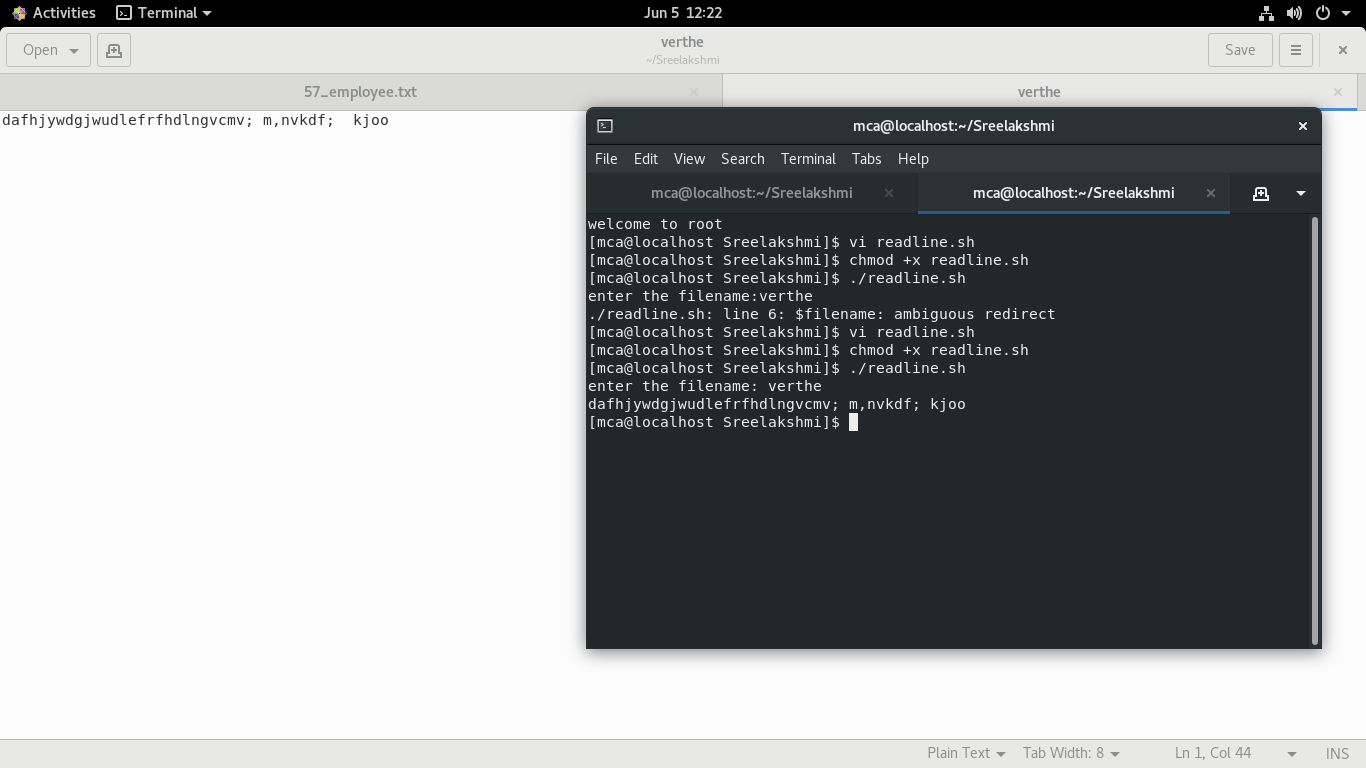 Activities Terminal Jun 5 12:22
Open verthe Save
~/Sreelakshmi
57_employee.txt verthe
dafhjywdgjwudlefrfhdlngvcmv; m,nvkdf;  kjoo
mca@localhost:~/Sreelakshmi
File Edit View Search Terminal Tabs Help
mca@localhost:~/Sreelakshmi mca@localhost:~/Sreelakshmi
welcome to root
[mca@localhost Sreelakshmi]$ vi readline.sh
[mca@localhost Sreelakshmi]$ chmod +x readline.sh
[mca@localhost Sreelakshmi]$ ./readline.sh
enter the filename:verthe
./readline.sh: line 6: $filename: ambiguous redirect
[mca@localhost Sreelakshmi]$ vi readline.sh
[mca@localhost Sreelakshmi]$ chmod +x readline.sh
[mca@localhost Sreelakshmi]$ ./readline.sh
enter the filename: verthe
dafhjywdgjwudlefrfhdlngvcmv; m,nvkdf; kjoo
[mca@localhost Sreelakshmi]$
Plain Text Tab Width: 8 Ln 1, Col 44 INS